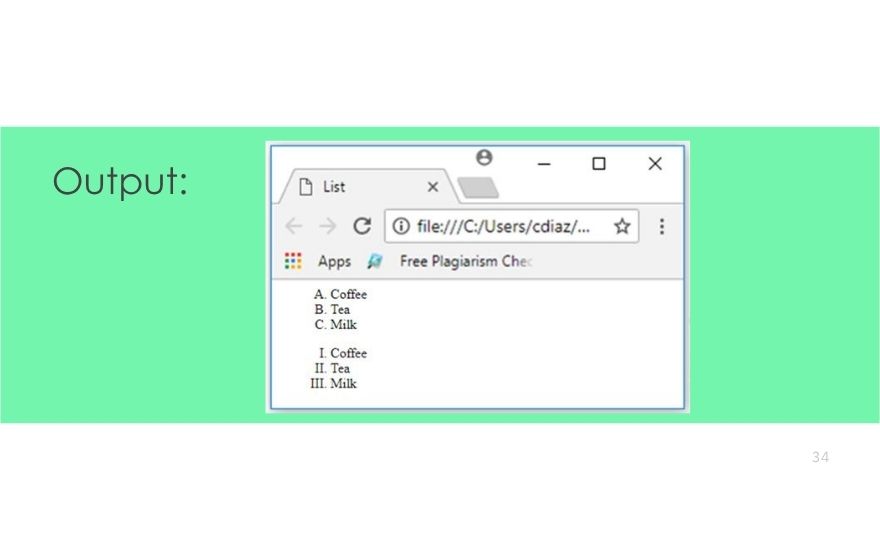 Output:
List
file:///C:/Users/cdiaz/...
Apps Free Plagiarism Chec
A. Coffee
B. Tea
C. Milk
I. Coffee
II. Tea
III. Milk
34